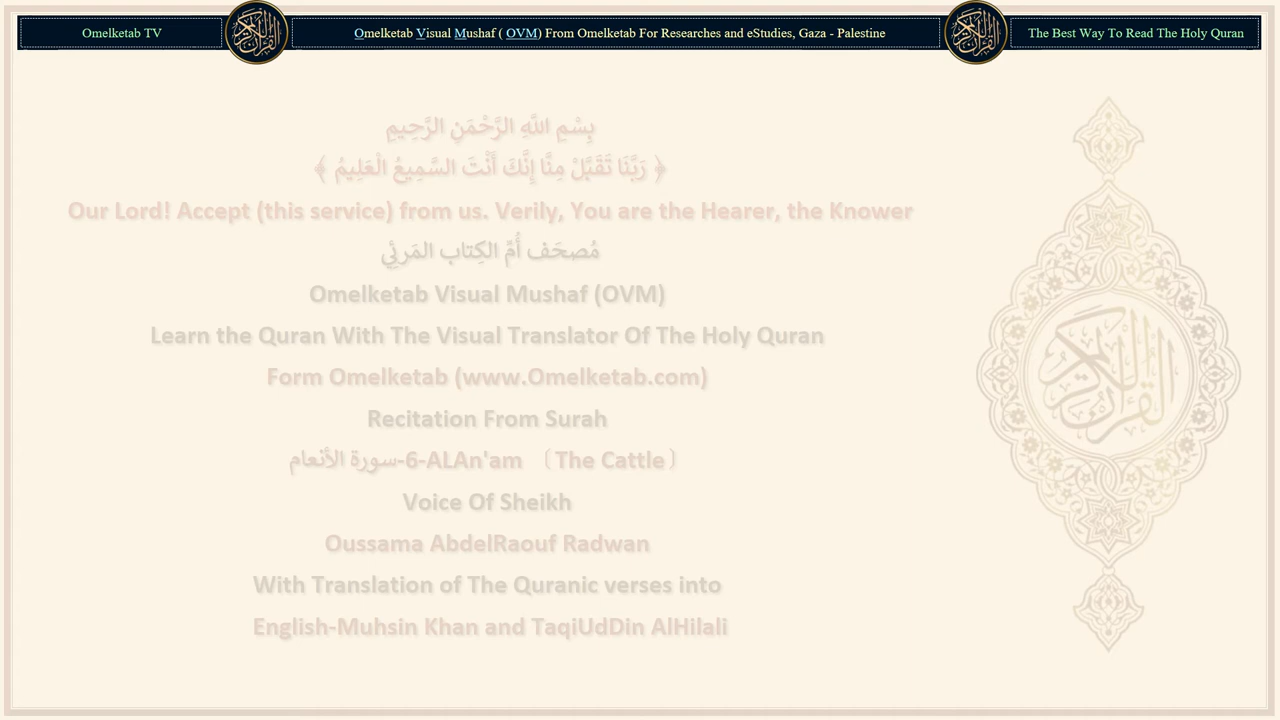 Omelketab TV
Omelketab Visual Mushaf ( OVM) From Omelketab For Researches and eStudies, Gaza - Palestine
The Best Way To Read The Holy Quran
بِسْمِ اللَّهِ الرَّحْمَنِ الرَّحِيمِ
﴿ رَبَّنَا تَقَبَّلْ مِنَّا إِنَّكَ أَنْتَ السَّمِيعُ الْعَلِيمُ ﴾
Our Lord! Accept (this service) from us. Verily, You are the Hearer, the Knower
مُصحَف أُمِّ الكِتاب المَرئِي
Omelketab Visual Mushaf (OVM)
Learn the Quran With The Visual Translator Of The Holy Quran
Form Omelketab (www.Omelketab.com)
Recitation From Surah
سورة الأنعام-6-ALAn'am 〔The Cattle〕
Voice Of Sheikh
Oussama AbdelRaouf Radwan
With Translation of The Quranic verses into
English-Muhsin Khan and TaqiUdDin AlHilali
القرآن الكريم